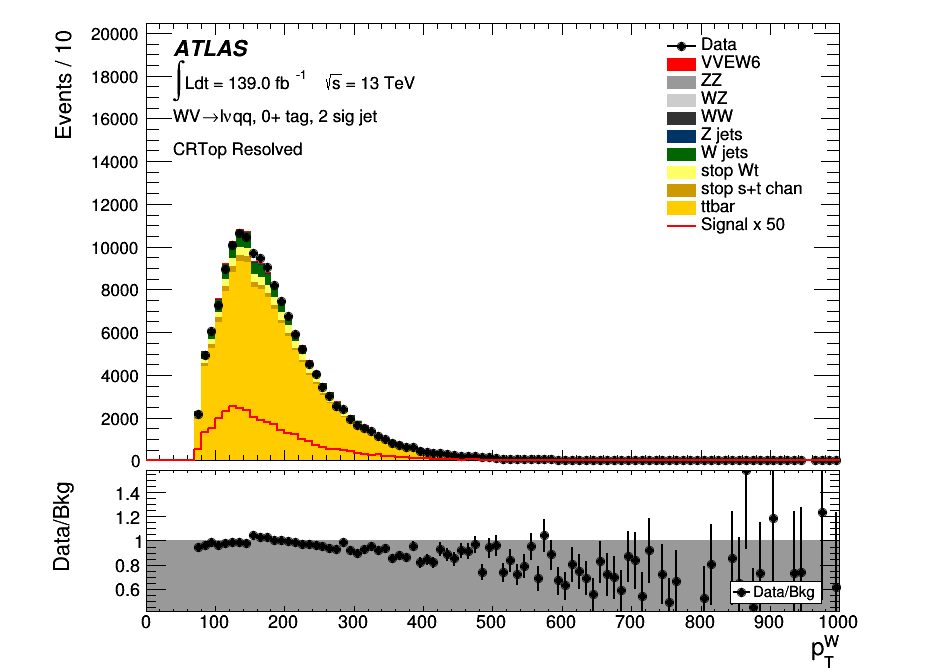 20000
18000
16000
14000
12000
10000
8000
6000
4000
2000
0
Events / 10
ATLAS
∫Ldt = 139.0 fb⁻¹ √s = 13 TeV
WV→lνqq, 0+ tag, 2 sig jet
CRTop Resolved
Data
VVEW6
ZZ
WZ
WW
Z jets
W jets
stop Wt
stop s+t chan
ttbar
Signal x 50
Data/Bkg
1.4
1.2
1
0.8
0.6
Data/Bkg
0 100 200 300 400 500 600 700 800 900 1000
p_T^W